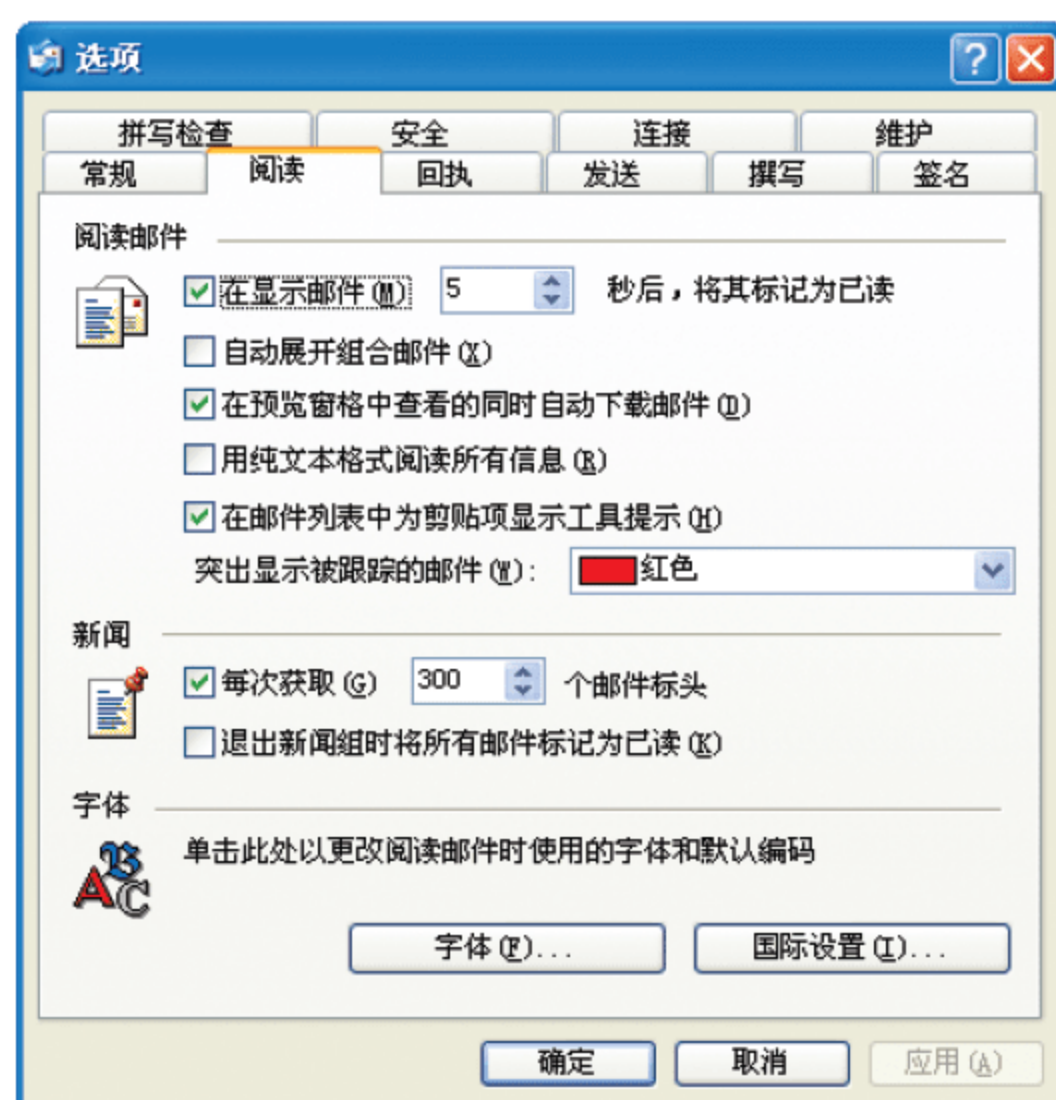 选项
拼写检查 安全 连接 维护
常规 阅读 回执 发送 撰写 签名
阅读邮件
在显示邮件(M) 5 秒后，将其标记为已读
自动展开组合邮件(X)
在预览窗格中查看的同时自动下载邮件(D)
用纯文本格式阅读所有信息(R)
在邮件列表中为剪贴项显示工具提示(H)
突出显示被跟踪的邮件(W): 红色
新闻
每次获取(G) 300 个邮件标头
退出新闻组时将所有邮件标记为已读(K)
字体
单击此处以更改阅读邮件时使用的字体和默认编码
字体(F)... 国际设置(I)...
确定 取消 应用(A)